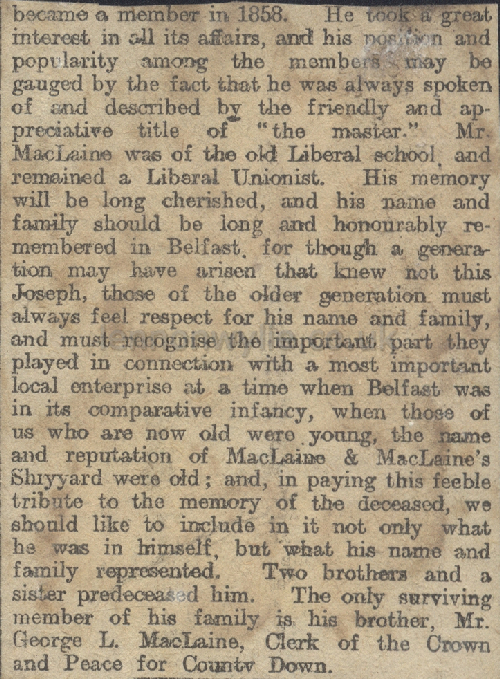 became a member in 1858. He took a great
interest in all its affairs, and his position and
popularity among the members may be
gauged by the fact that he was always spoken
of and described by the friendly and ap-
preciative title of "the master." Mr.
MacLaine was of the old Liberal school, and
remained a Liberal Unionist. His memory
will be long cherished, and his name and
family should be long and honourably re-
membered in Belfast, for though a genera-
tion may have arisen that knew not this
Joseph, those of the older generation must
always feel respect for his name and family,
and must recognise the important part they
played in connection with a most important
local enterprise at a time when Belfast was
in its comparative infancy, when those of
us who are now old were young, the name
and reputation of MacLaine & MacLaine's
Shiyyard were old; and, in paying this feeble
tribute to the memory of the deceased, we
should like to include in it not only what
he was in himself, but what his name and
family represented. Two brothers and a
sister predeceased him. The only surviving
member of his family is his brother, Mr.
George L. MacLaine, Clerk of the Crown
and Peace for County Down.